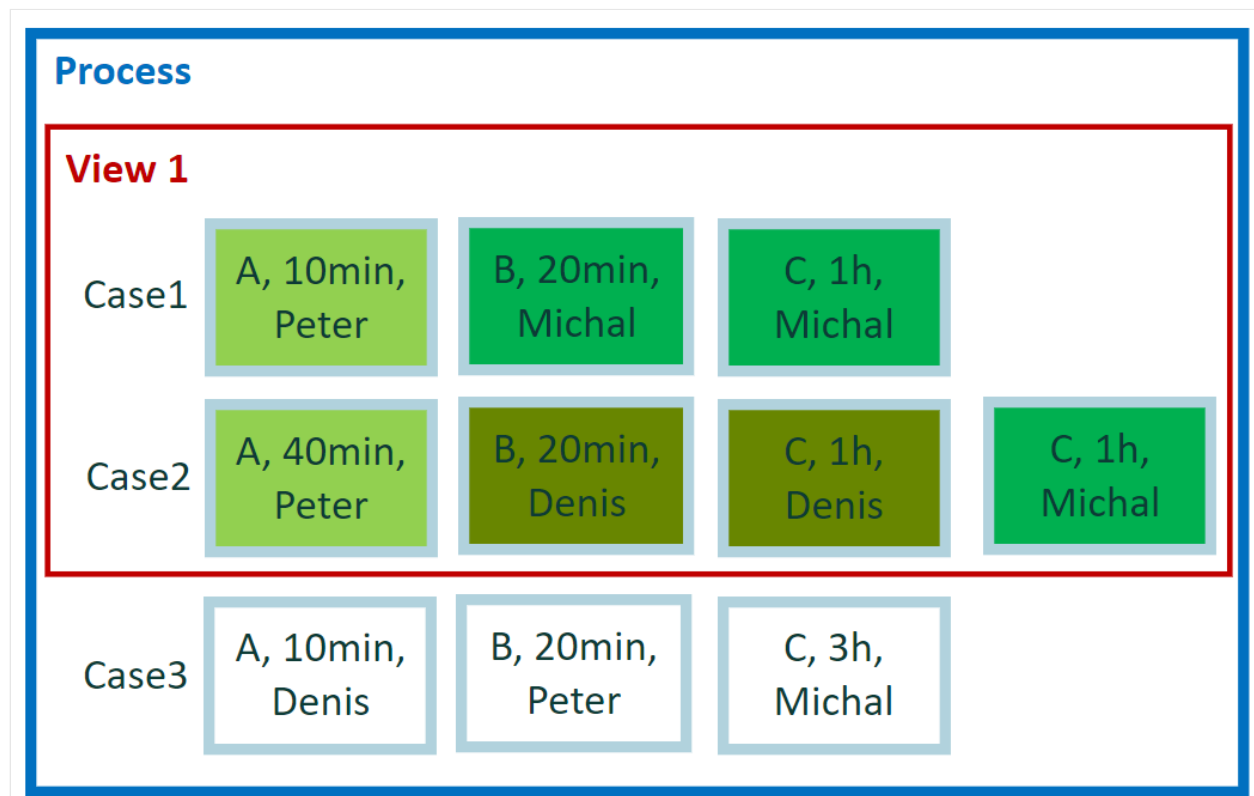 Process
View 1
Case1
A, 10min,
Peter
B, 20min,
Michal
C, 1h,
Michal
Case2
A, 40min,
Peter
B, 20min,
Denis
C, 1h,
Denis
C, 1h,
Michal
Case3
A, 10min,
Denis
B, 20min,
Peter
C, 3h,
Michal